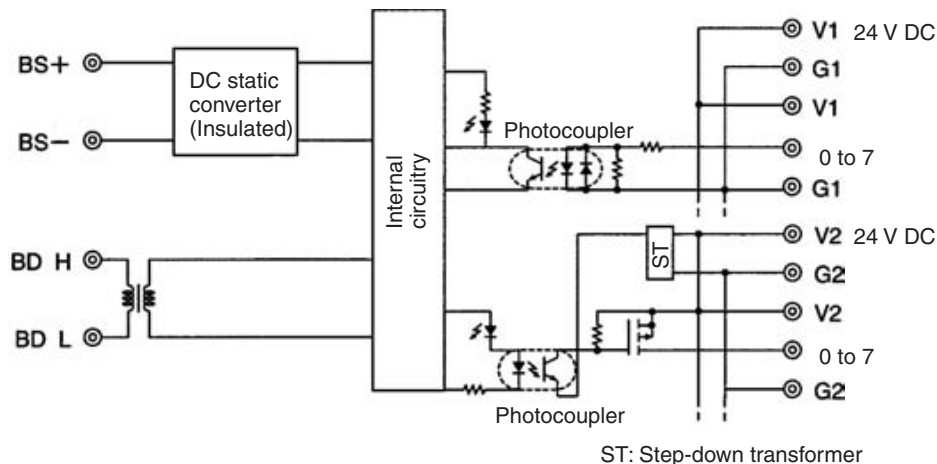 V1 24 V DC
BS+
DC static
converter
(Insulated)
BS−
G1
V1
Photocoupler
0 to 7
G1
Internal
circuitry
V2 24 V DC
ST
BD H
G2
V2
BD L
0 to 7
Photocoupler
G2
ST: Step-down transformer